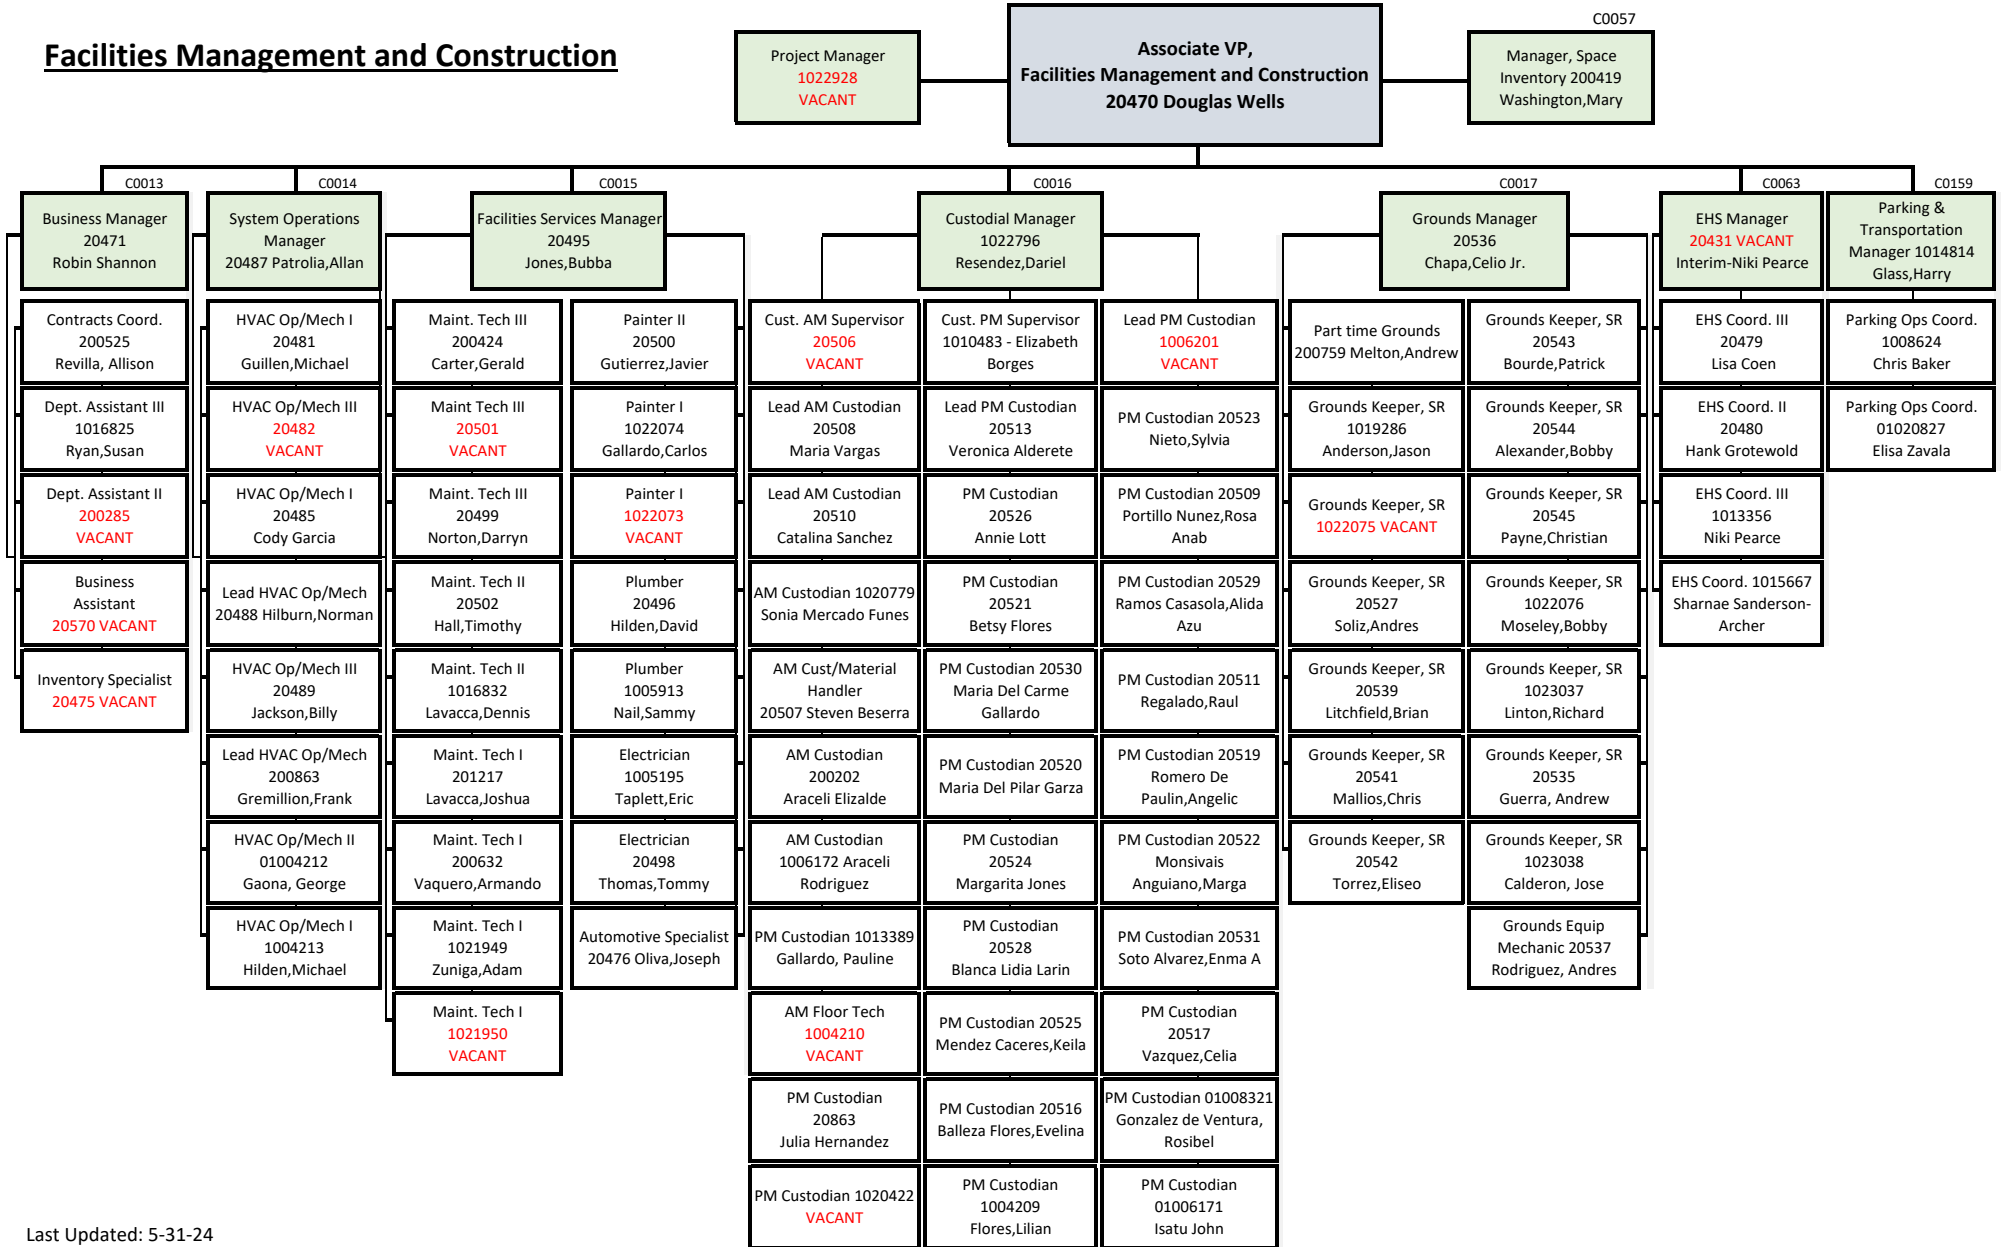 Facilities Management and Construction
Project Manager
1022928
VACANT
Associate VP,
Facilities Management and Construction
20470 Douglas Wells
C0057
Manager, Space
Inventory 200419
Washington,Mary
C0013
Business Manager
20471
Robin Shannon
Contracts Coord.
200525
Revilla, Allison
Dept. Assistant III
1016825
Ryan,Susan
Dept. Assistant II
200285
VACANT
Business
Assistant
20570 VACANT
Inventory Specialist
20475 VACANT
C0014
System Operations
Manager
20487 Patrolia,Allan
HVAC Op/Mech I
20481
Guillen,Michael
HVAC Op/Mech III
20482
VACANT
HVAC Op/Mech I
20485
Cody Garcia
Lead HVAC Op/Mech
20488 Hilburn,Norman
HVAC Op/Mech III
20489
Jackson,Billy
Lead HVAC Op/Mech
200863
Gremillion,Frank
HVAC Op/Mech II
01004212
Gaona, George
HVAC Op/Mech I
1004213
Hilden,Michael
C0015
Facilities Services Manager
20495
Jones,Bubba
Maint. Tech III
200424
Carter,Gerald
Maint Tech III
20501
VACANT
Maint. Tech III
20499
Norton,Darryn
Maint. Tech II
20502
Hall,Timothy
Maint. Tech II
1016832
Lavacca,Dennis
Maint. Tech I
201217
Lavacca,Joshua
Maint. Tech I
200632
Vaquero,Armando
Maint. Tech I
1021949
Zuniga,Adam
Maint. Tech I
1021950
VACANT
Painter II
20500
Gutierrez,Javier
Painter I
1022074
Gallardo,Carlos
Painter I
1022073
VACANT
Plumber
20496
Hilden,David
Plumber
1005913
Nail,Sammy
Electrician
1005195
Taplett,Eric
Electrician
20498
Thomas,Tommy
Automotive Specialist
20476 Oliva,Joseph
C0016
Custodial Manager
1022796
Resendez,Dariel
Cust. AM Supervisor
20506
VACANT
Lead AM Custodian
20508
Maria Vargas
Lead AM Custodian
20510
Catalina Sanchez
AM Custodian 1020779
Sonia Mercado Funes
AM Cust/Material
Handler
20507 Steven Beserra
AM Custodian
200202
Araceli Elizalde
AM Custodian
1006172 Araceli
Rodriguez
PM Custodian 1013389
Gallardo, Pauline
AM Floor Tech
1004210
VACANT
PM Custodian
20863
Julia Hernandez
PM Custodian 1020422
VACANT
Cust. PM Supervisor
1010483 - Elizabeth
Borges
Lead PM Custodian
20513
Veronica Alderete
PM Custodian
20526
Annie Lott
PM Custodian
20521
Betsy Flores
PM Custodian 20530
Maria Del Carme
Gallardo
PM Custodian 20520
Maria Del Pilar Garza
PM Custodian
20524
Margarita Jones
PM Custodian
20528
Blanca Lidia Larin
PM Custodian 20525
Mendez Caceres,Keila
PM Custodian 20516
Balleza Flores,Evelina
PM Custodian
1004209
Flores,Lilian
Lead PM Custodian
1006201
VACANT
PM Custodian 20523
Nieto,Sylvia
PM Custodian 20509
Portillo Nunez,Rosa
Anab
PM Custodian 20529
Ramos Casasola,Alida
Azu
PM Custodian 20511
Regalado,Raul
PM Custodian 20519
Romero De
Paulin,Angelic
PM Custodian 20522
Monsivais
Anguiano,Marga
PM Custodian 20531
Soto Alvarez,Enma A
PM Custodian
20517
Vazquez,Celia
PM Custodian 01008321
Gonzalez de Ventura,
Rosibel
PM Custodian
01006171
Isatu John
C0017
Grounds Manager
20536
Chapa,Celio Jr.
Part time Grounds
200759 Melton,Andrew
Grounds Keeper, SR
1019286
Anderson,Jason
Grounds Keeper, SR
1022075 VACANT
Grounds Keeper, SR
20527
Soliz,Andres
Grounds Keeper, SR
20539
Litchfield,Brian
Grounds Keeper, SR
20541
Mallios,Chris
Grounds Keeper, SR
20542
Torrez,Eliseo
Grounds Keeper, SR
20543
Bourde,Patrick
Grounds Keeper, SR
20544
Alexander,Bobby
Grounds Keeper, SR
20545
Payne,Christian
Grounds Keeper, SR
1022076
Moseley,Bobby
Grounds Keeper, SR
1023037
Linton,Richard
Grounds Keeper, SR
20535
Guerra, Andrew
Grounds Keeper, SR
1023038
Calderon, Jose
Grounds Equip
Mechanic 20537
Rodriguez, Andres
C0063
EHS Manager
20431 VACANT
Interim-Niki Pearce
EHS Coord. III
20479
Lisa Coen
EHS Coord. II
20480
Hank Grotewold
EHS Coord. III
1013356
Niki Pearce
EHS Coord. 1015667
Sharnae Sanderson-
Archer
C0159
Parking &
Transportation
Manager 1014814
Glass,Harry
Parking Ops Coord.
1008624
Chris Baker
Parking Ops Coord.
01020827
Elisa Zavala
Last Updated: 5-31-24